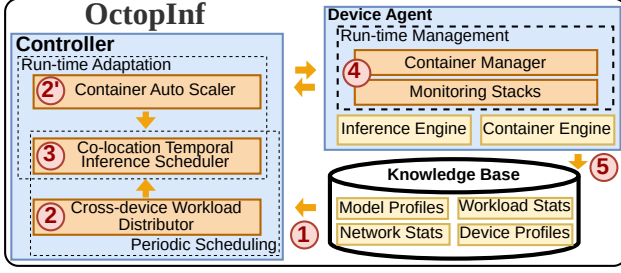 OctopInf
Controller
Run-time Adaptation
2'
Container Auto Scaler
3
Co-location Temporal
Inference Scheduler
2
Cross-device Workload
Distributor
Periodic Scheduling
1
Device Agent
Run-time Management
4
Container Manager
Monitoring Stacks
Inference Engine
Container Engine
5
Knowledge Base
Model Profiles
Workload Stats
Network Stats
Device Profiles